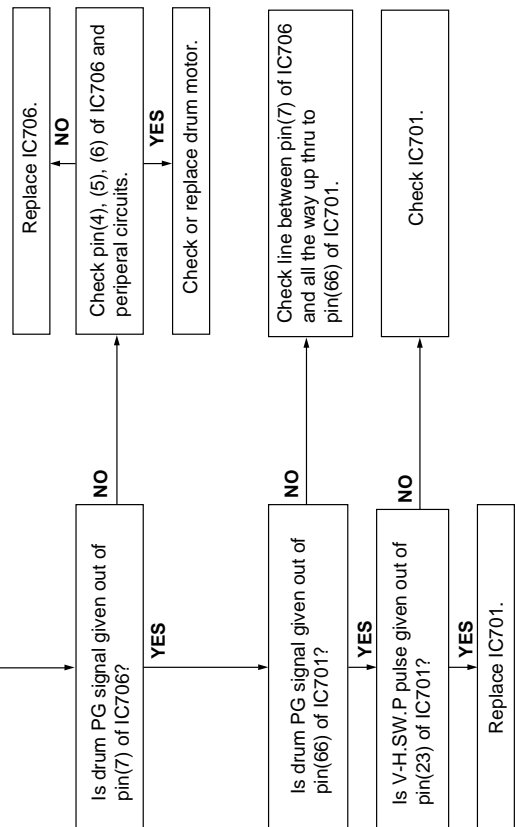 Is drum PG signal given out of
pin(7) of IC706?
NO
YES
Replace IC706.
NO
Check pin(4), (5), (6) of IC706 and
periperal circuits.
YES
Check or replace drum motor.
Is drum PG signal given out of
pin(66) of IC701?
NO
YES
Check line between pin(7) of IC706
and all the way up thru to
pin(66) of IC701.
Is V-H.SW.P pulse given out of
pin(23) of IC701?
NO
YES
Check IC701.
Replace IC701.